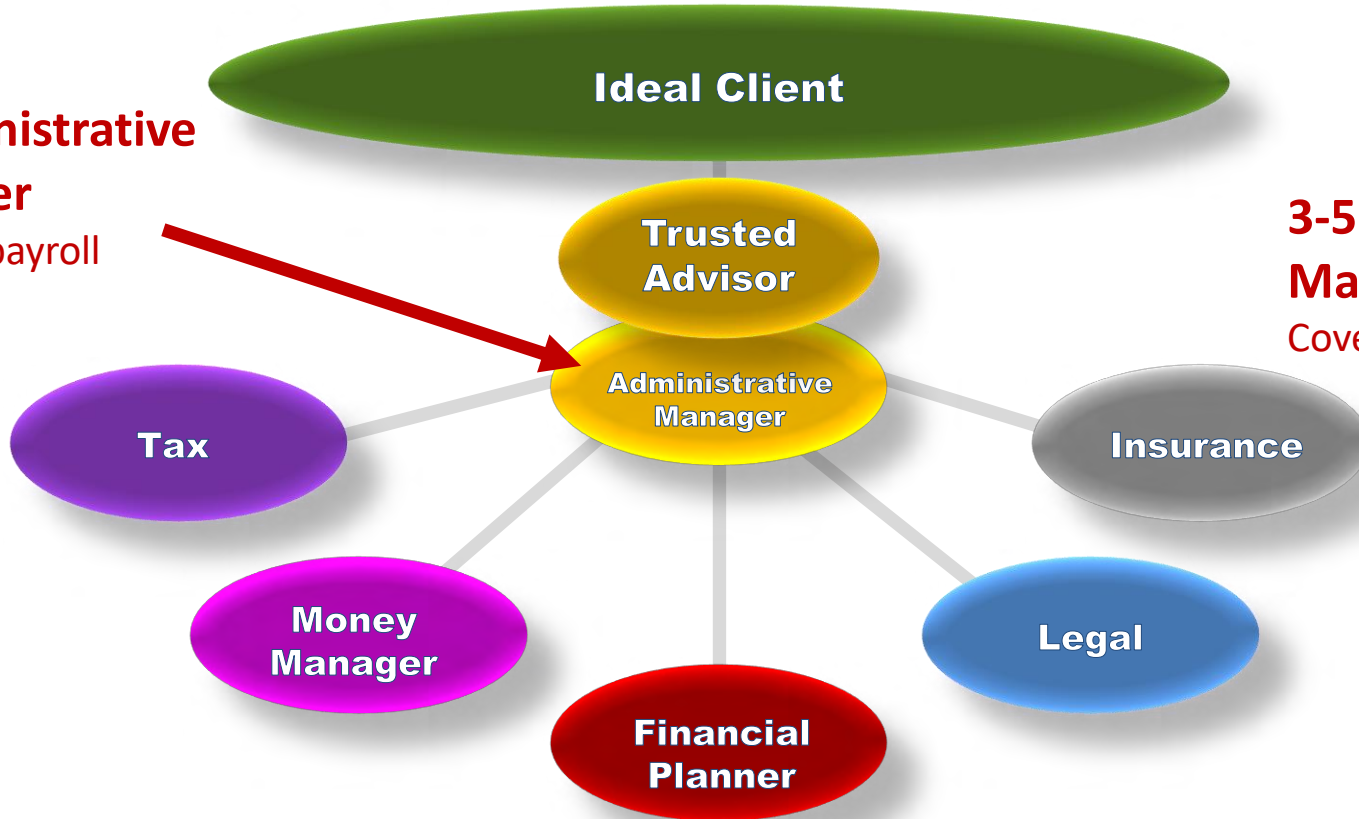 Ideal Client
nistrative
er
payroll
Trusted
Advisor
3-5
Ma
Cove
Administrative
Manager
Tax
Insurance
Money
Manager
Legal
Financial
Planner